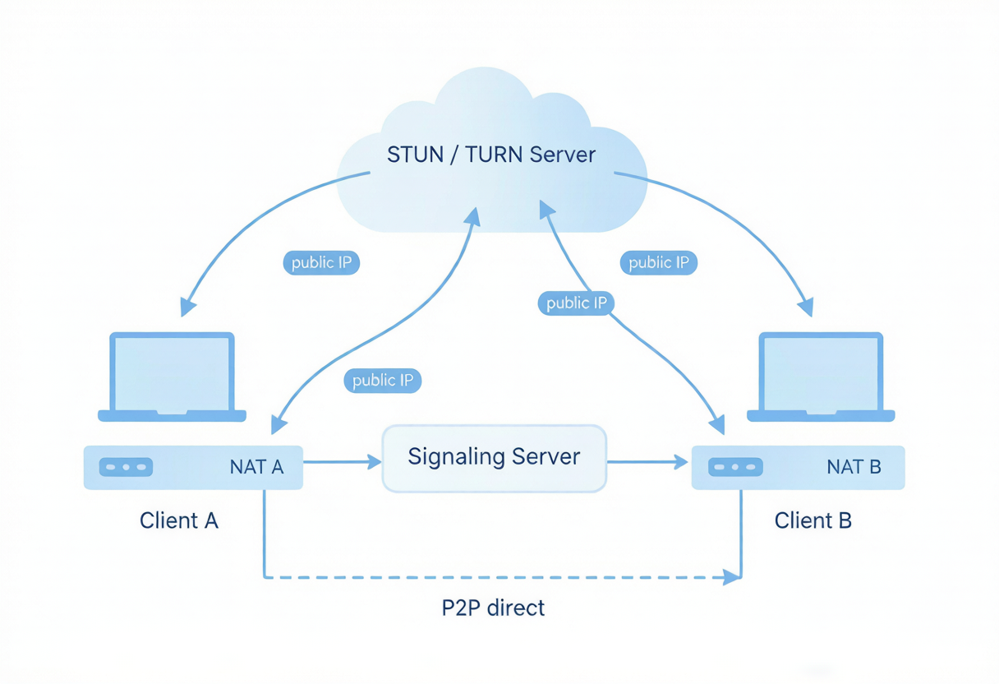 STUN / TURN Server
public IP
public IP
public IP
public IP
Signaling Server
NAT A
NAT B
Client A
Client B
P2P direct